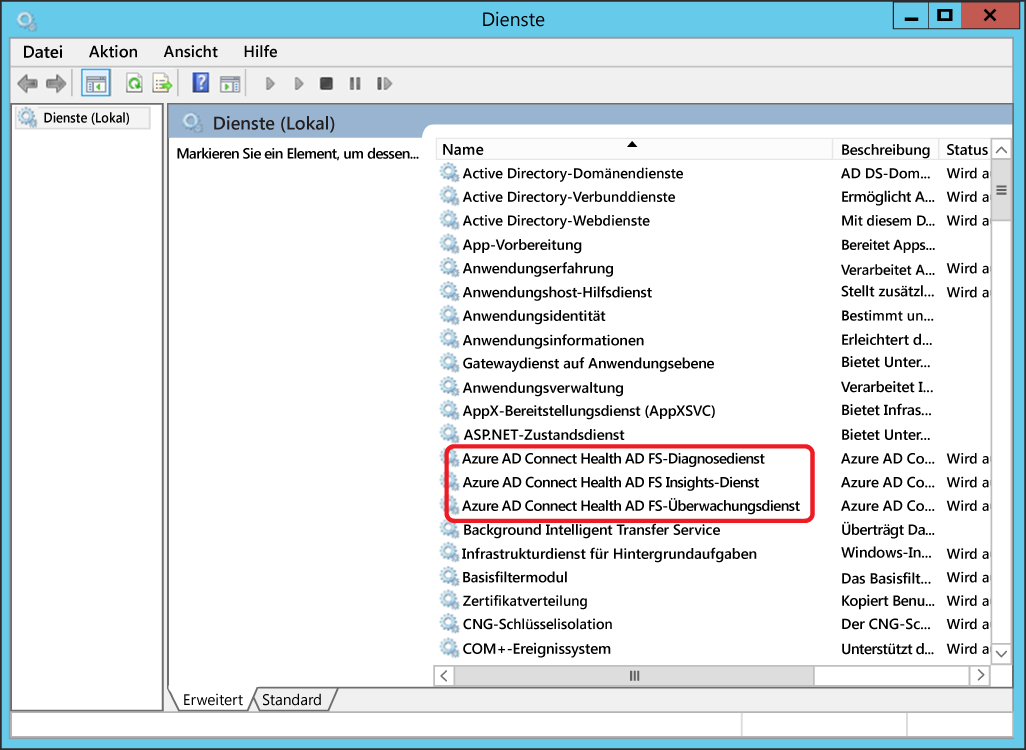 Dienste
Datei Aktion Ansicht Hilfe
Dienste (Lokal)
Dienste (Lokal)
Markieren Sie ein Element, um dessen...
Name Beschreibung Status
Active Directory-Domänendienste AD DS-Dom... Wird a
Active Directory-Verbunddienste Ermöglicht A... Wird a
Active Directory-Webdienste Mit diesem D... Wird a
App-Vorbereitung Bereitet Apps...
Anwendungserfahrung Verarbeitet A... Wird a
Anwendungshost-Hilfsdienst Stellt zusätzl... Wird a
Anwendungsidentität Bestimmt un...
Anwendungsinformationen Erleichtert d...
Gatewaydienst auf Anwendungsebene Bietet Unter...
Anwendungsverwaltung Verarbeitet I...
AppX-Bereitstellungsdienst (AppXSVC) Bietet Infras...
ASP.NET-Zustandsdienst Bietet Unter...
Azure AD Connect Health AD FS-Diagnosedienst Azure AD Co... Wird a
Azure AD Connect Health AD FS Insights-Dienst Azure AD Co... Wird a
Azure AD Connect Health AD FS-Überwachungsdienst Azure AD Co... Wird a
Background Intelligent Transfer Service Überträgt Da...
Infrastrukturdienst für Hintergrundaufgaben Windows-In... Wird a
Basisfiltermodul Das Basisfilt... Wird a
Zertifikatverteilung Kopiert Benu... Wird a
CNG-Schlüsselisolation Der CNG-Sc... Wird a
COM+-Ereignissystem Unterstützt d... Wird a
Erweitert Standard